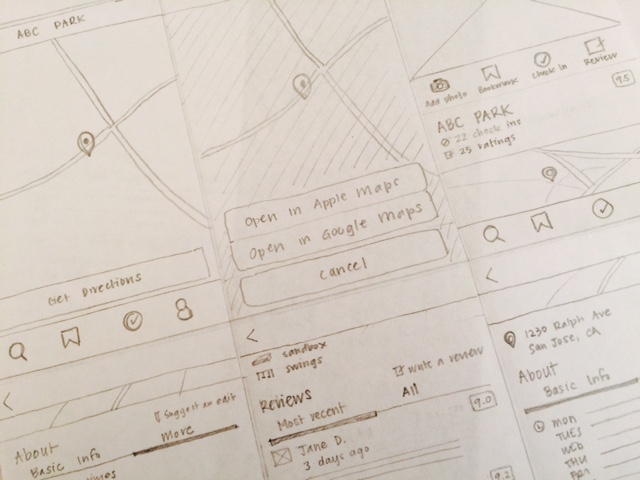 ABC PARK
Get Directions
Suggest an edit
About
Basic Info
More
Open in Apple Maps
Open in Google Maps
Cancel
sandbox
swings
Write a review
Reviews
Most recent
All
9.0
Jane D.
3 days ago
9.2
Add photo
Bookmark
Check in
Review
9.5
ABC PARK
22 check ins
25 ratings
1230 Ralph Ave
San Jose, CA
About
Basic Info
MON
TUES
WED
THU
FRI